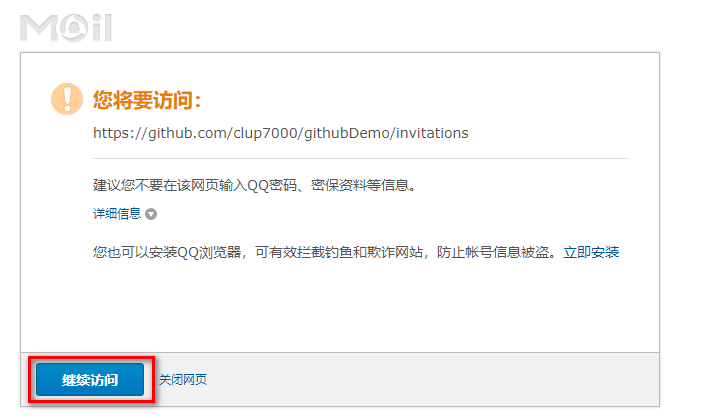 Mail
您将要访问：
https://github.com/clup7000/githubDemo/invitations
建议您不要在该网页输入QQ密码、密保资料等信息。
详细信息
您也可以安装QQ浏览器，可有效拦截钓鱼和欺诈网站，防止帐号信息被盗。立即安装
继续访问 关闭网页